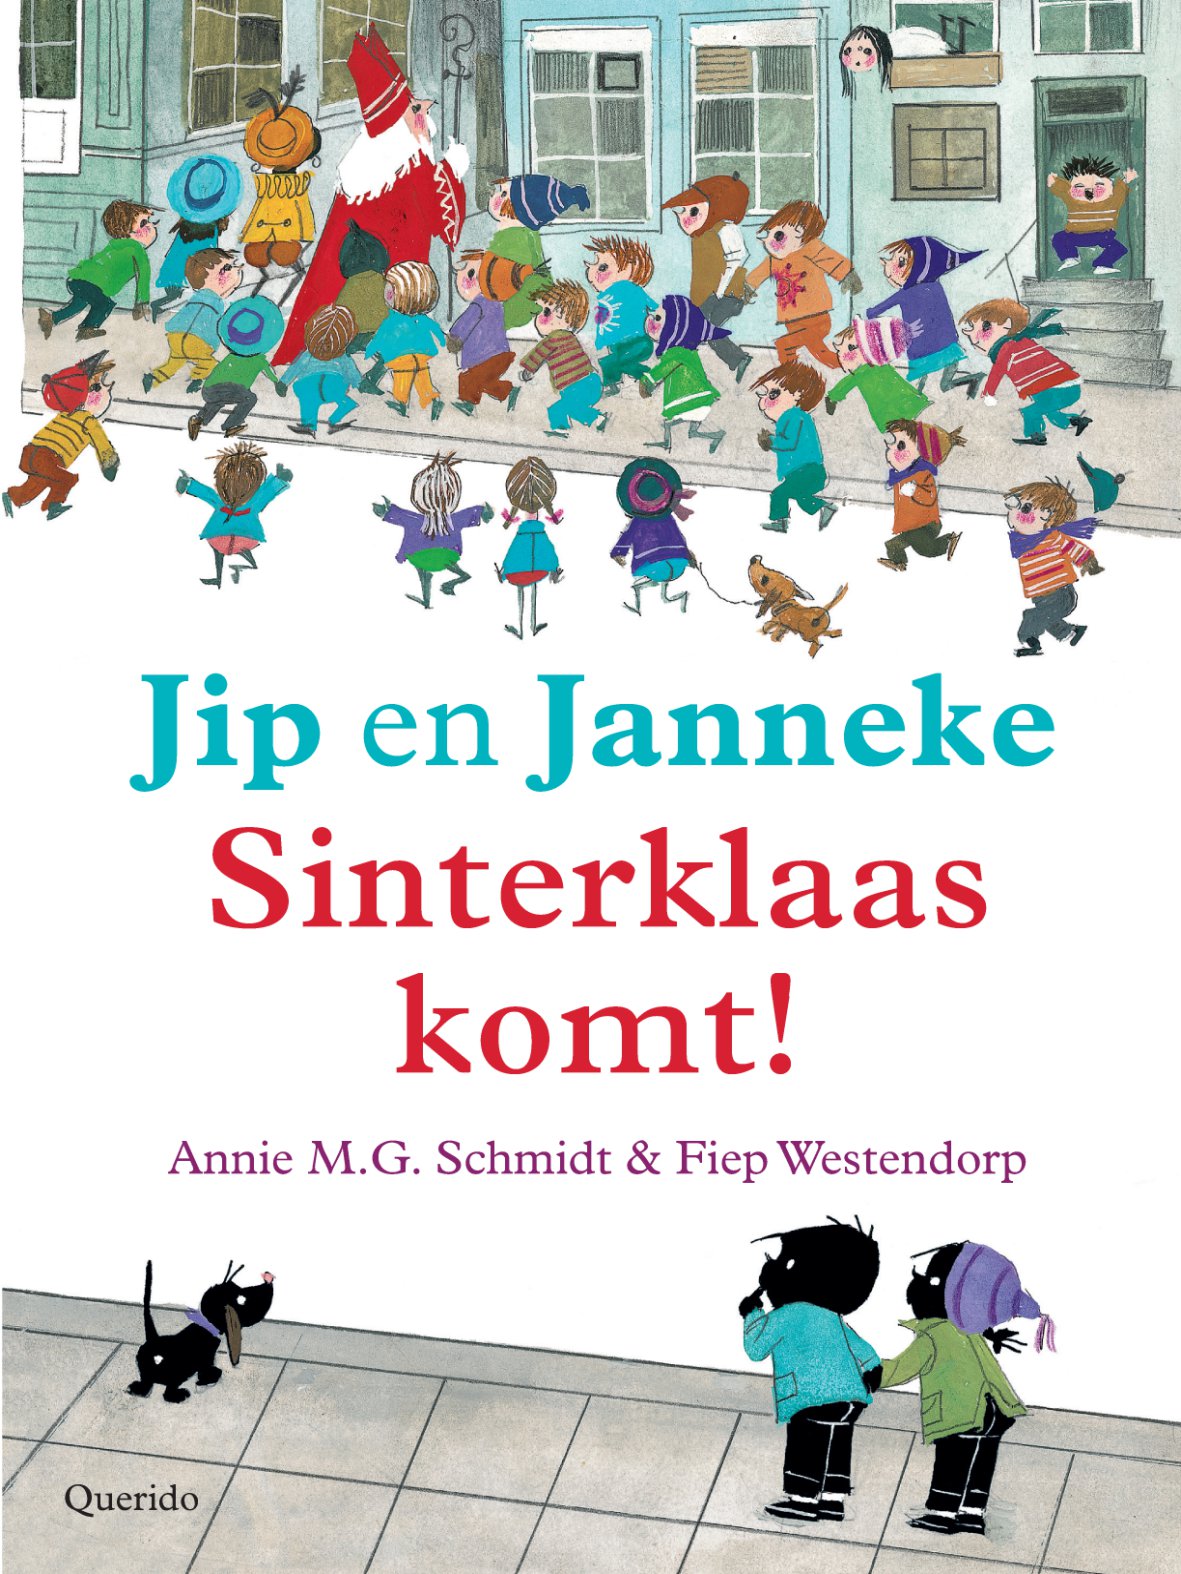 Jip en Janneke
Sinterklaas
komt!
Annie M.G. Schmidt & Fiep Westendorp
Querido